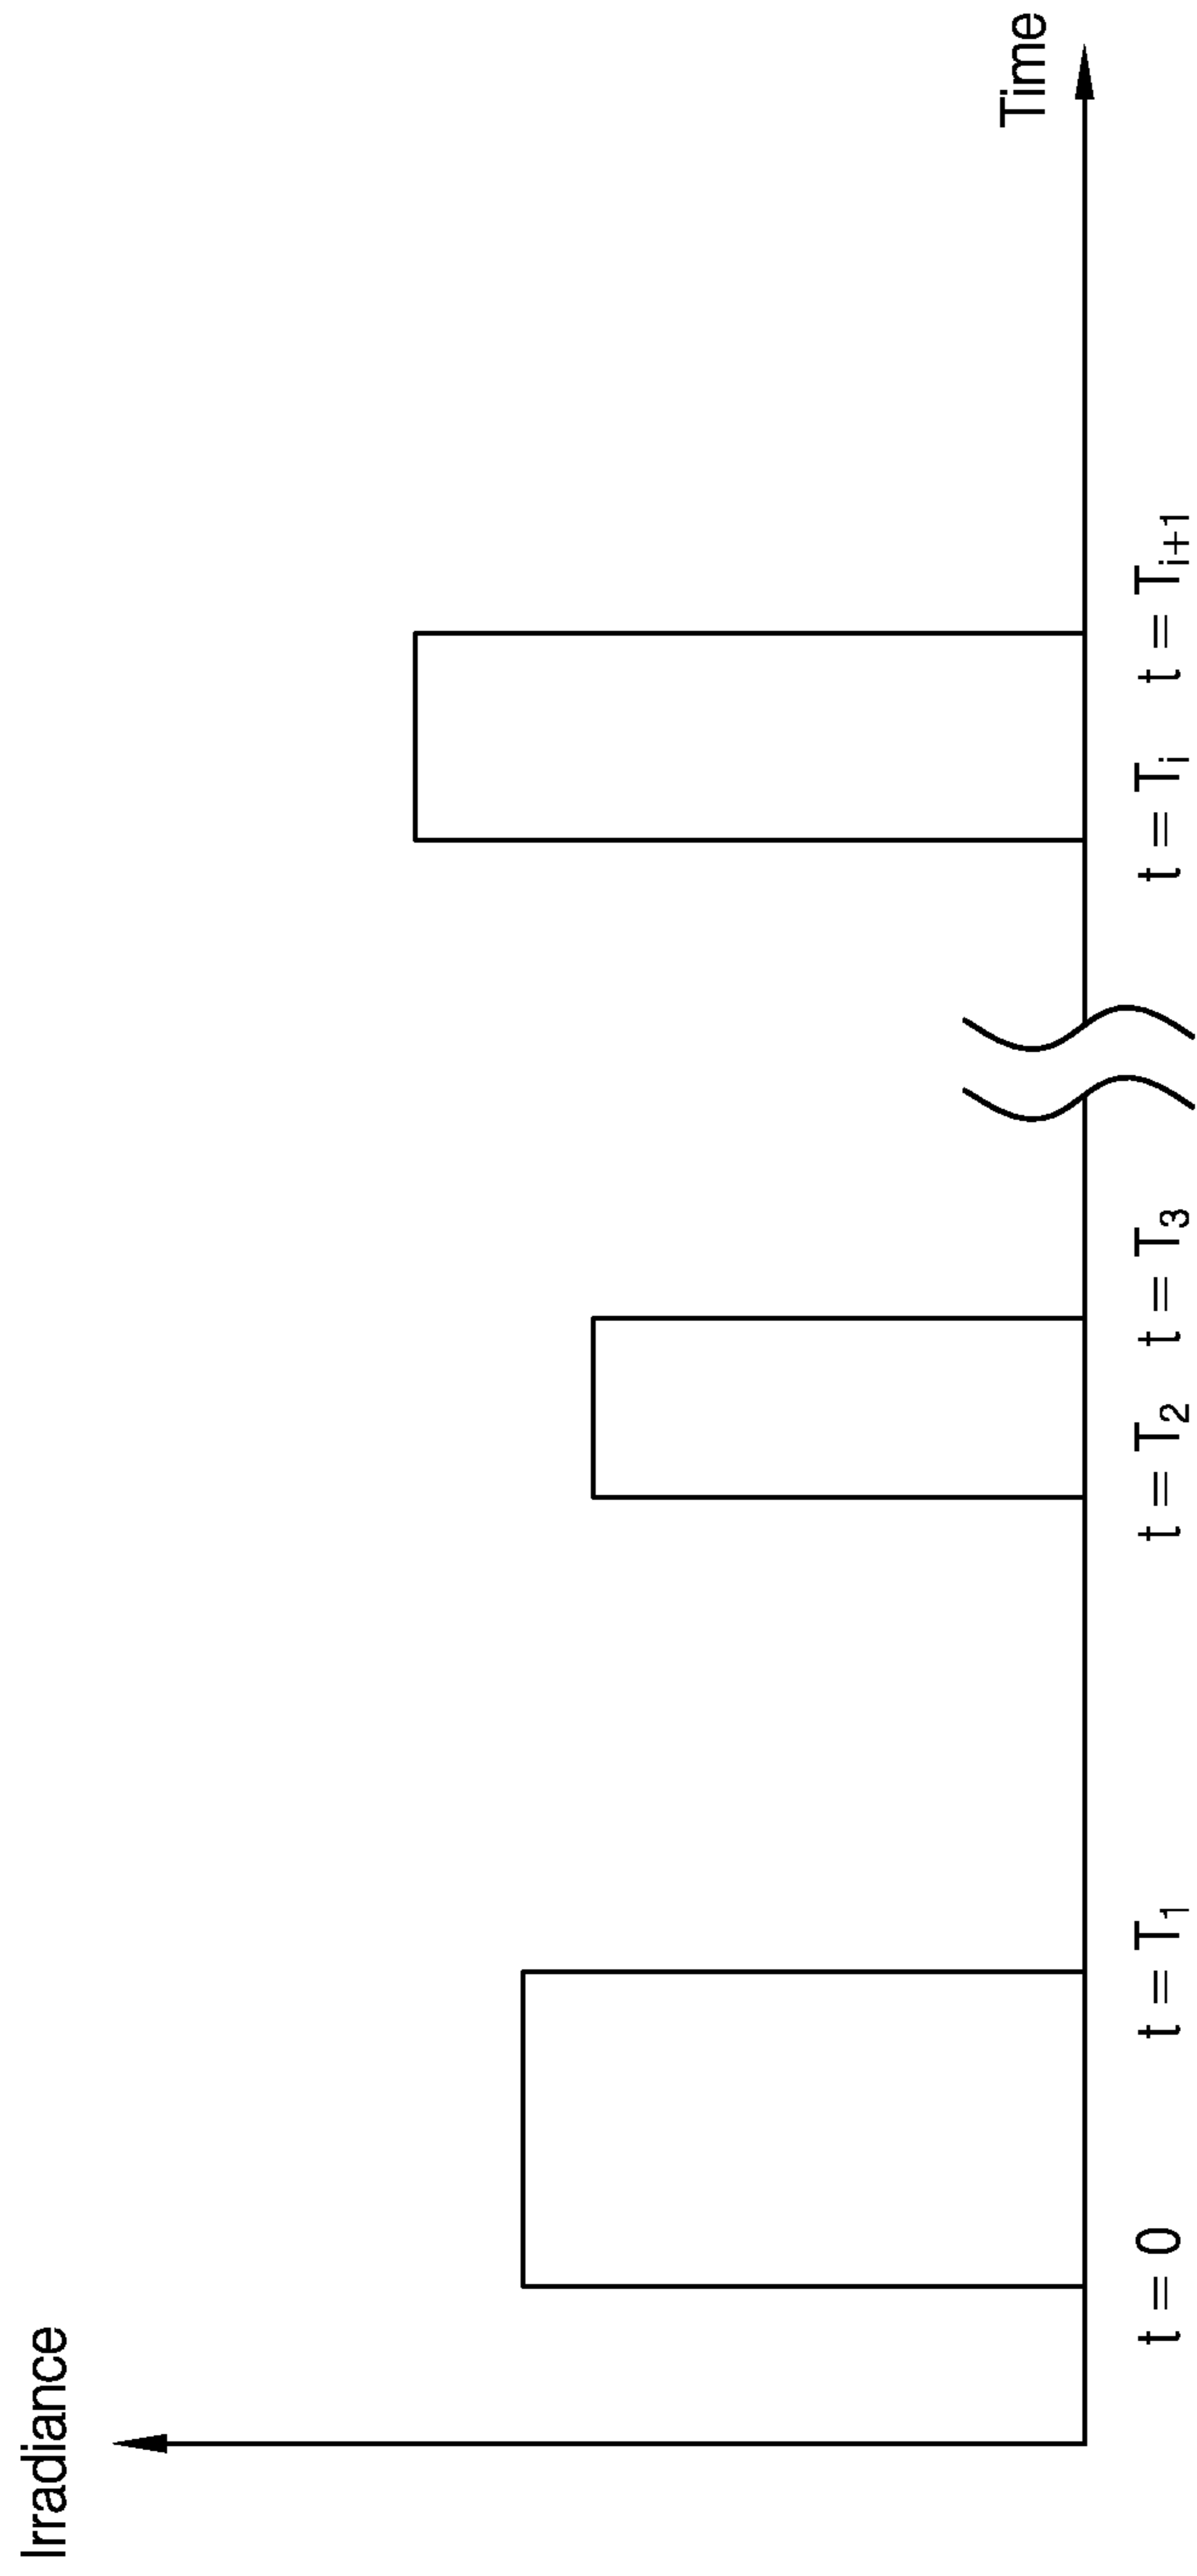 Irradiance
t = 0
t = T₁
t = T₂
t = T₃
t = Tᵢ
t = Tᵢ₊₁
Time